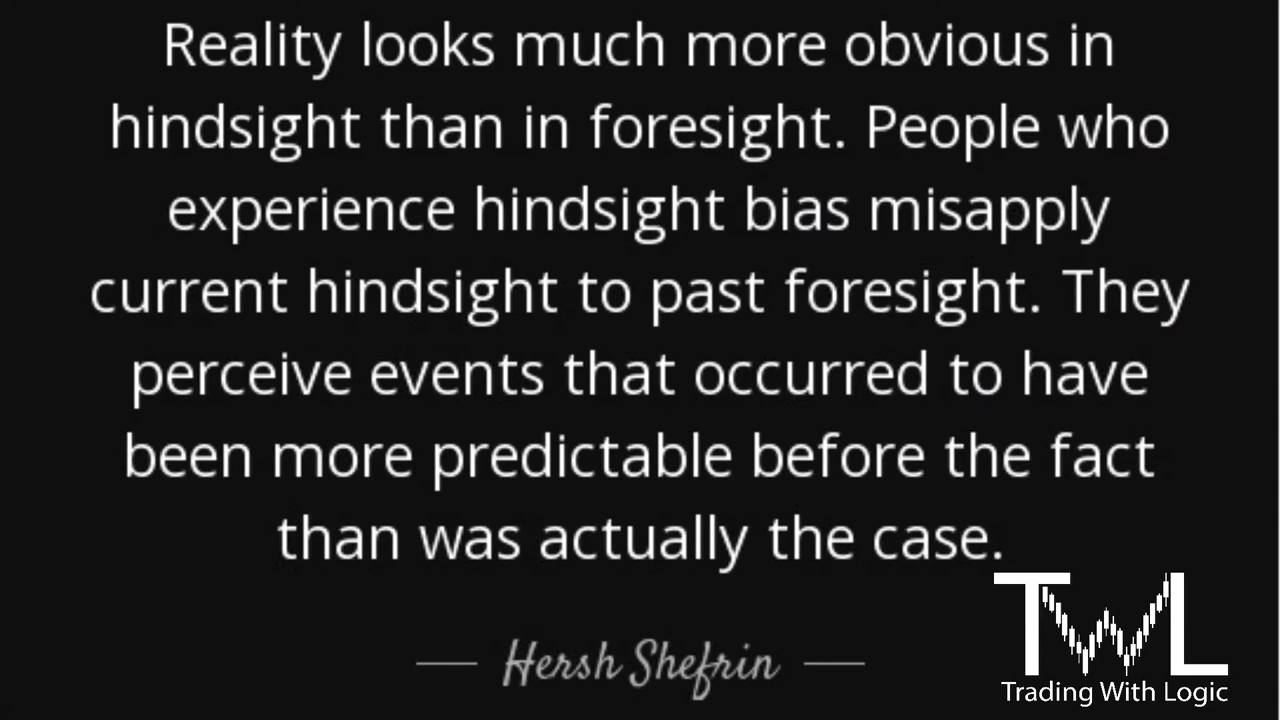 Reality looks much more obvious in
hindsight than in foresight. People who
experience hindsight bias misapply
current hindsight to past foresight. They
perceive events that occurred to have
been more predictable before the fact
than was actually the case.
Hersh Shefrin
TWL
Trading With Logic